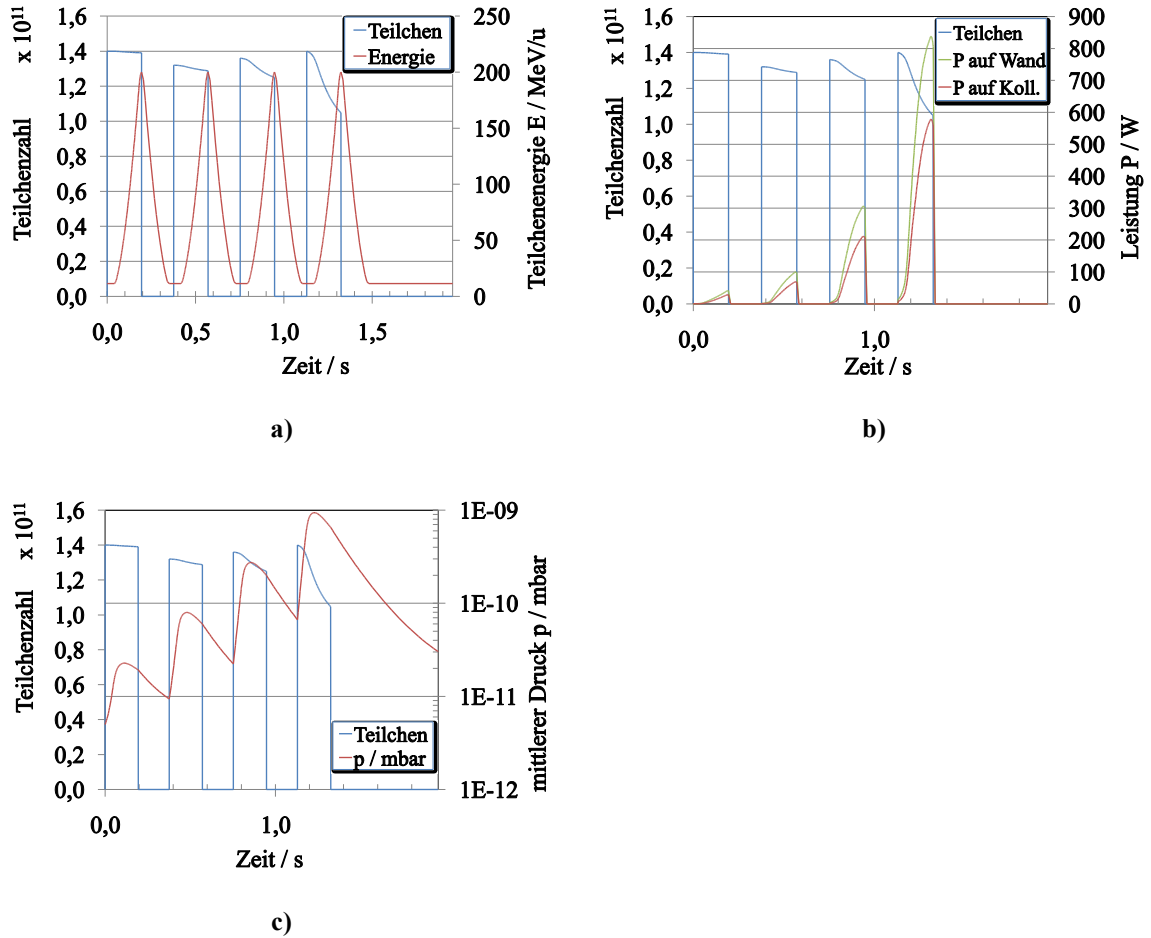 x 10¹¹
Teilchenzahl
1,6
1,4
1,2
1,0
0,8
0,6
0,4
0,2
0,0
Teilchen
Energie
250
200
150
100
50
0
Teilchenenergie E / MeV/u
0,0
0,5
1,0
1,5
Zeit / s
a)
x 10¹¹
Teilchenzahl
1,6
1,4
1,2
1,0
0,8
0,6
0,4
0,2
0,0
Teilchen
P auf Wand
P auf Koll.
900
800
700
600
500
400
300
200
100
0
Leistung P / W
0,0
1,0
Zeit / s
b)
x 10¹¹
Teilchenzahl
1,6
1,4
1,2
1,0
0,8
0,6
0,4
0,2
0,0
Teilchen
p / mbar
1E-09
1E-10
1E-11
1E-12
mittlerer Druck p / mbar
0,0
1,0
Zeit / s
c)